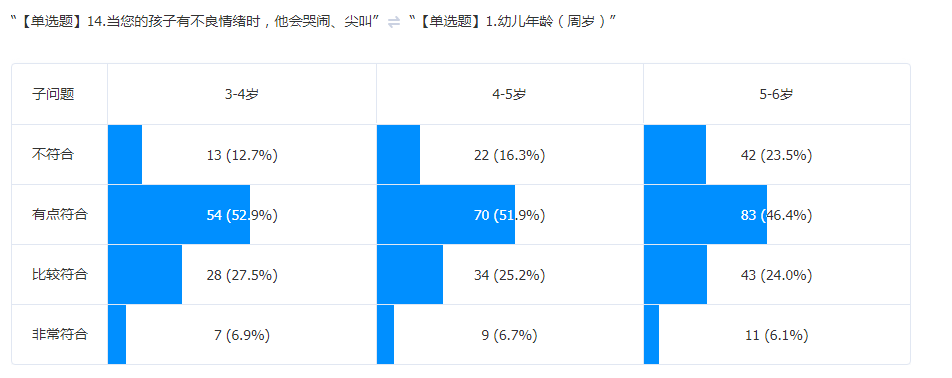 “【单选题】14.当您的孩子有不良情绪时，他会哭闹、尖叫” ⇌ “【单选题】1.幼儿年龄（周岁）”
子问题 3-4岁 4-5岁 5-6岁
不符合 13 (12.7%) 22 (16.3%) 42 (23.5%)
有点符合 54 (52.9%) 70 (51.9%) 83 (46.4%)
比较符合 28 (27.5%) 34 (25.2%) 43 (24.0%)
非常符合 7 (6.9%) 9 (6.7%) 11 (6.1%)